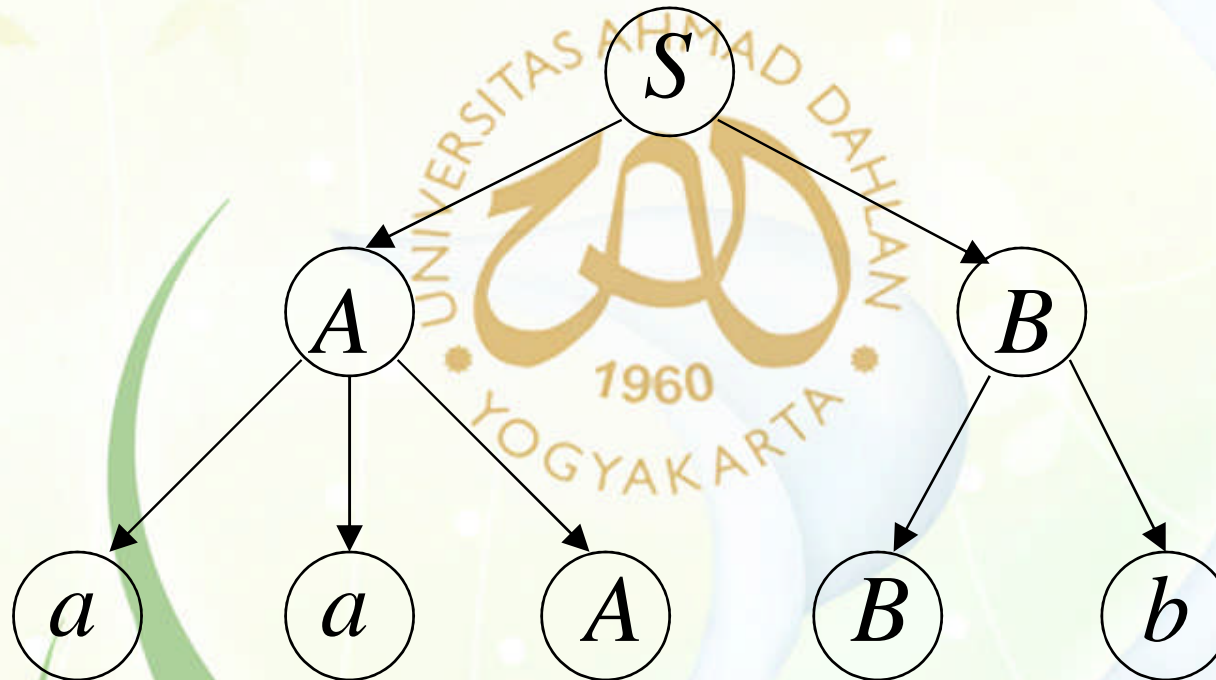 S
A B
a a A B b
UNIVERSITAS AHMAD DAHLAN
1960
YOGYAKARTA